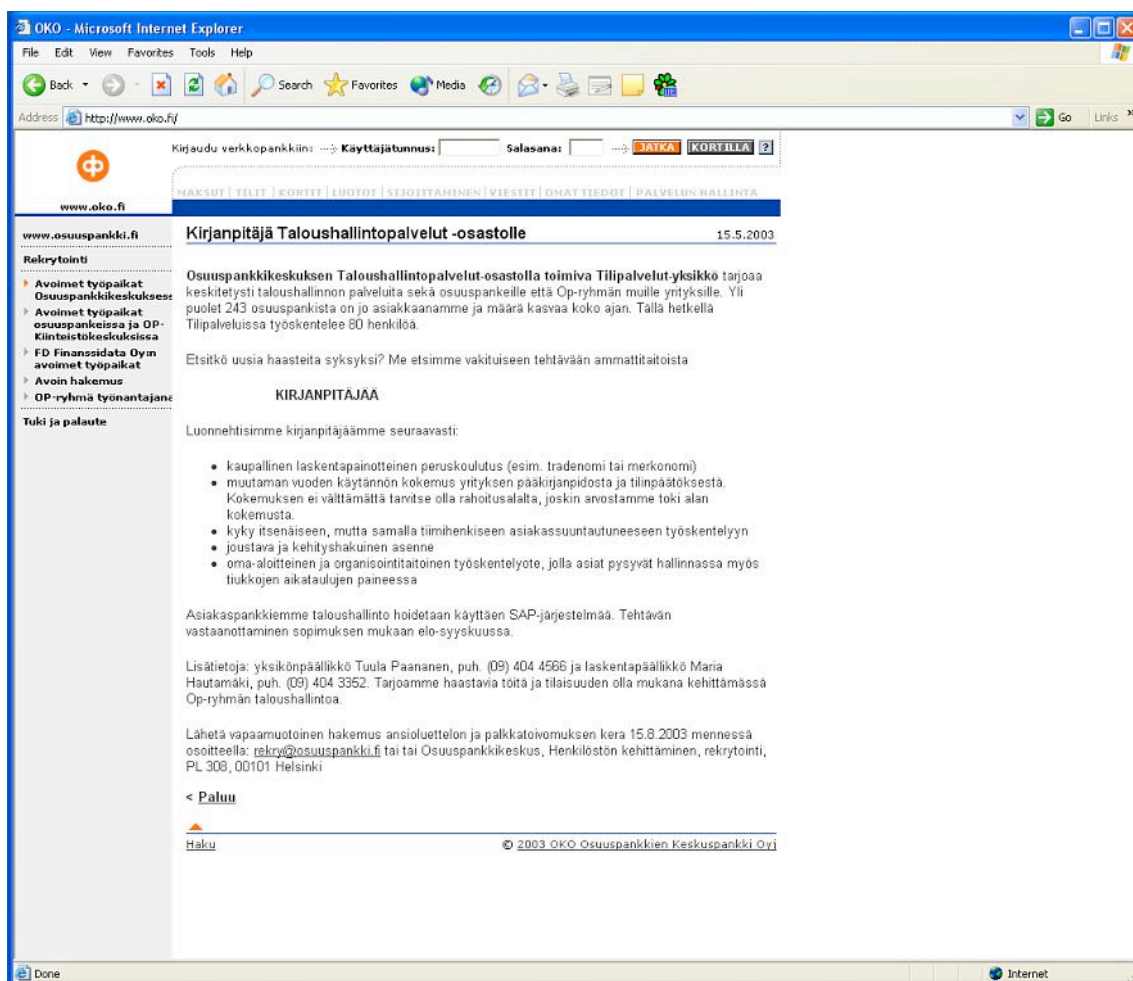 OKO - Microsoft Internet Explorer
File Edit View Favorites Tools Help
Back Search Favorites Media
Address http://www.oko.fi/ Go Links »
Kirjaudu verkkopankkiin: Käyttäjätunnus: Salasana: JATKA KORTILLA ?
MAKSUT | TILIT | KORTIT | LUOTOT | SIJOITTAMINEN | VIESTIT | OMAT TIEDOT | PALVELUN HALLINTA
www.oko.fi
www.osuuspankki.fi
Rekrytointi
Avoimet työpaikat
Osuuspankkikeskukses
Avoimet työpaikat
osuuspankeissa ja OP-
Kiinteistökeskuksissa
FD Finanssidata Oy:n
avoimet työpaikat
Avoin hakemus
OP-ryhmä työnantajana
Tuki ja palaute
Kirjanpitäjä Taloushallintopalvelut -osastolle 15.5.2003
Osuuspankkikeskuksen Taloushallintopalvelut-osastolla toimiva Tilipalvelut-yksikkö tarjoaa
keskitetysti taloushallinnon palveluita sekä osuuspankeille että Op-ryhmän muille yrityksille. Yli
puolet 243 osuuspankista on jo asiakkaanamme ja määrä kasvaa koko ajan. Tällä hetkellä
Tilipalveluissa työskentelee 80 henkilöä.
Etsitkö uusia haasteita syksyksi? Me etsimme vakituiseen tehtävään ammattitaitoista
KIRJANPITÄJÄÄ
Luonnehtisimme kirjanpitäjäämme seuraavasti:
• kaupallinen laskentapainotteinen peruskoulutus (esim. tradenomi tai merkonomi)
• muutaman vuoden käytännön kokemus yrityksen pääkirjanpidosta ja tilinpäätöksestä.
Kokemuksen ei välttämättä tarvitse olla rahoitusalalta, joskin arvostamme toki alan
kokemusta.
• kyky itsenäiseen, mutta samalla tiimihenkiseen asiakassuuntautuneeseen työskentelyyn
• joustava ja kehityshakuinen asenne
• oma-aloitteinen ja organisointitaitoinen työskentelyote, jolla asiat pysyvät hallinnassa myös
tiukkojen aikataulujen paineessa
Asiakaspankkiemme taloushallinto hoidetaan käyttäen SAP-järjestelmää. Tehtävän
vastaanottaminen sopimuksen mukaan elo-syyskuussa.
Lisätietoja: yksikönpäällikkö Tuula Paananen, puh. (09) 404 4566 ja laskentapäällikkö Maria
Hautamäki, puh. (09) 404 3352. Tarjoamme haastavia töitä ja tilaisuuden olla mukana kehittämässä
Op-ryhmän taloushallintoa.
Lähetä vapaamuotoinen hakemus ansioluettelon ja palkkatoivomuksen kera 15.8.2003 mennessä
osoitteella: rekry@osuuspankki.fi tai tai Osuuspankkikeskus, Henkilöstön kehittäminen, rekrytointi,
PL 308, 00101 Helsinki
< Paluu
Haku © 2003 OKO Osuuspankkien Keskuspankki Oyj
Done Internet